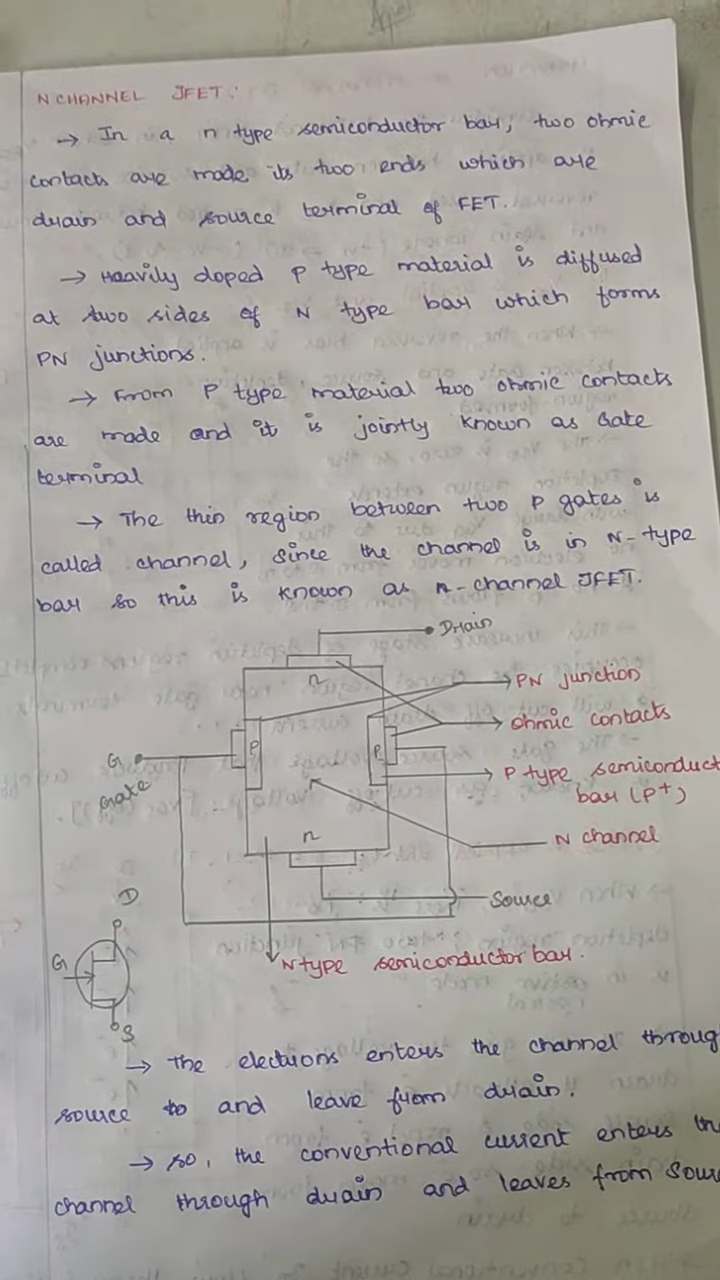 N CHANNEL JFET:
→ In a n type semiconductor bar, two ohmic
contacts are made its two ends which are
drain and source terminal of FET.
→ Heavily doped P type material is diffused
at two sides of N type bar which forms
PN junctions.
→ From P type material two ohmic contacts
are made and it is jointly known as Gate
terminal
→ The thin region between two P gates is
called channel, since the channel is in N-type
bar so this is known as n-channel JFET.
Drain
n
PN junction
ohmic contacts
P
P
G
Gate
P type semiconduct
bar (P+)
n
N channel
Source
D
G
N type semiconductor bar.
S
→ The electrons enters the channel throug
source to and leave from drain.
→ so, the conventional current enters th
channel through drain and leaves from Sour